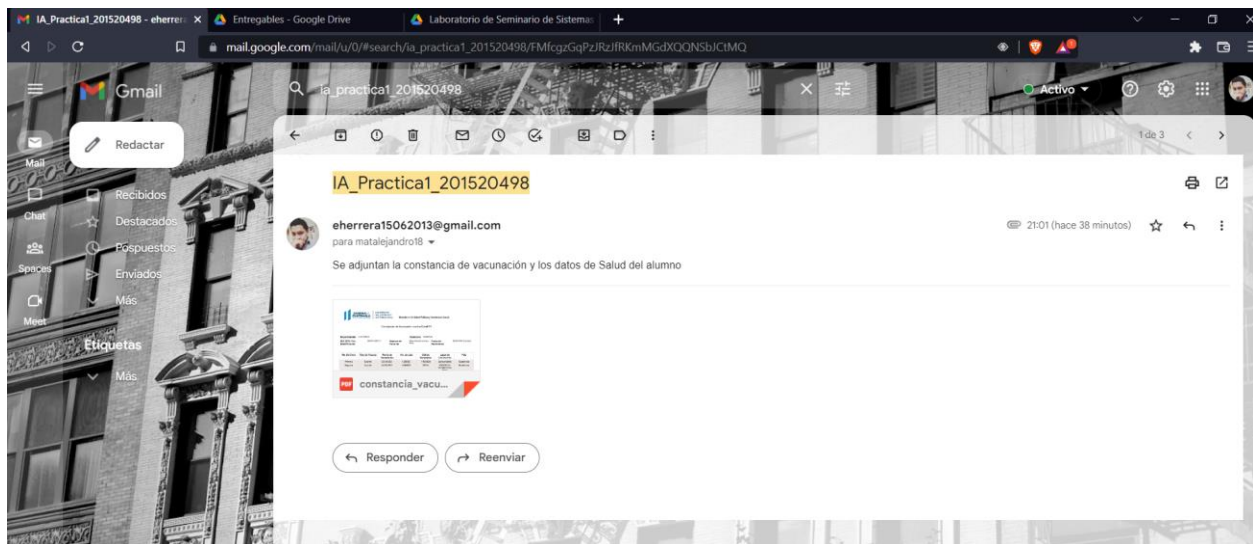 IA_Practica1_201520498 - eherrer
Entregables - Google Drive
Laboratorio de Seminario de Sistemas
mail.google.com/mail/u/0/#search/ia_practica1_201520498/FMfcgzGqPzJRzJfRKmMGdXQQNSbJCtMQ
Gmail
ia_practica1_201520498
Activo
Redactar
1 de 3
Mail
Recibidos
Chat
Destacados
Pospuestos
Spaces
Enviados
Más
Meet
Etiquetas
Más
IA_Practica1_201520498
eherrera15062013@gmail.com
21:01 (hace 38 minutos)
para matalejandro18
Se adjuntan la constancia de vacunación y los datos de Salud del alumno
PDF
constancia_vacu...
Responder
Reenviar